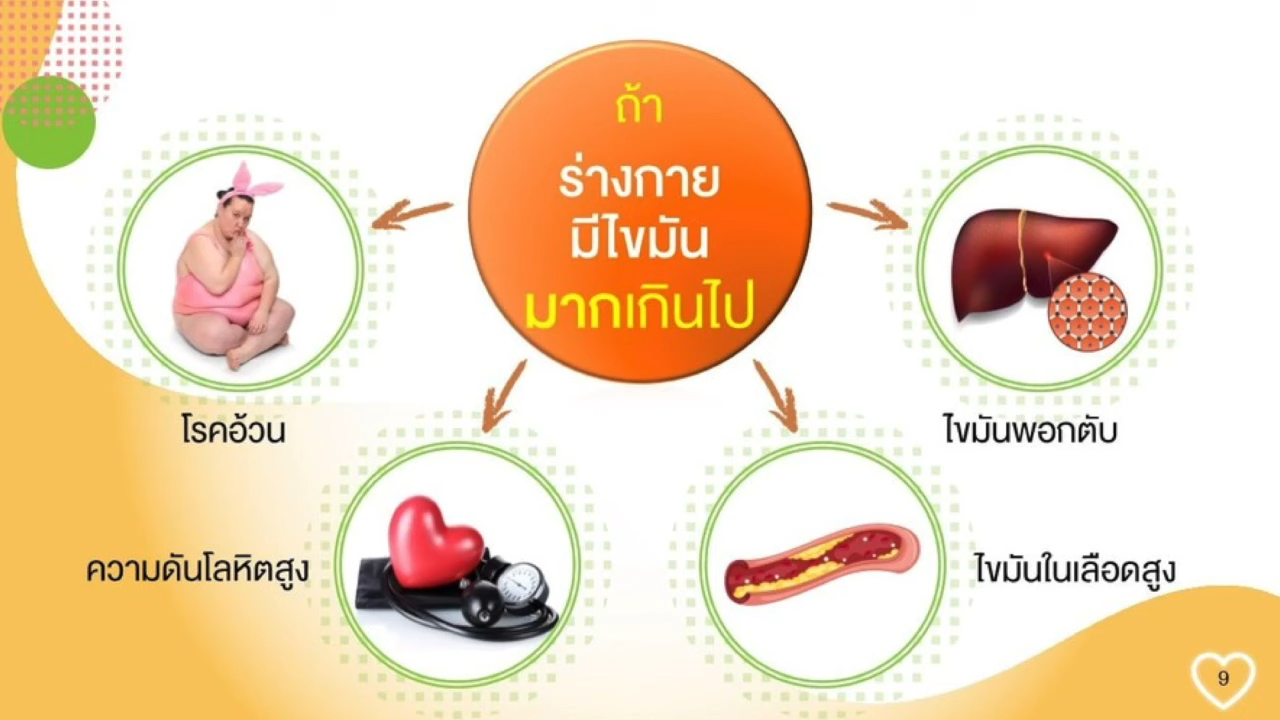 ถ้า
ร่างกาย
มีไขมัน
มากเกินไป
โรคอ้วน
ไขมันพอกตับ
ความดันโลหิตสูง
ไขมันในเลือดสูง
9